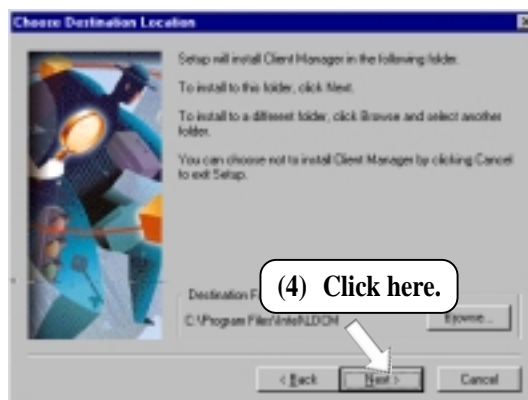 Choose Destination Location
Setup will install Client Manager in the following folder.
To install to this folder, click Next.
To install to a different folder, click Browse and select another
folder.
You can choose not to install Client Manager by clicking Cancel
to exit Setup.
(4) Click here.
Destination F
C:\Program Files\Intel\LDCM
Browse...
< Back
Next >
Cancel